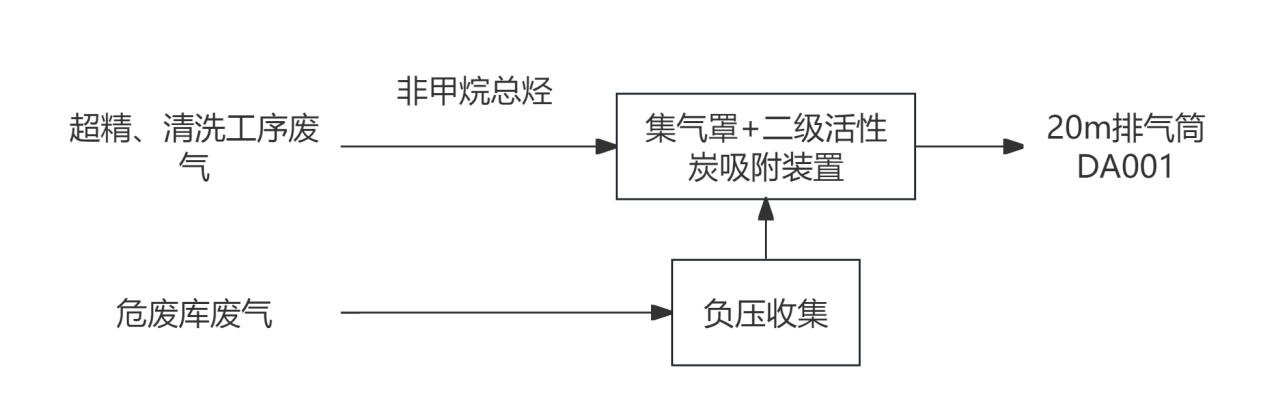 非甲烷总烃
超精、清洗工序废
气
集气罩+二级活性
炭吸附装置
20m排气筒
DA001
危废库废气
负压收集